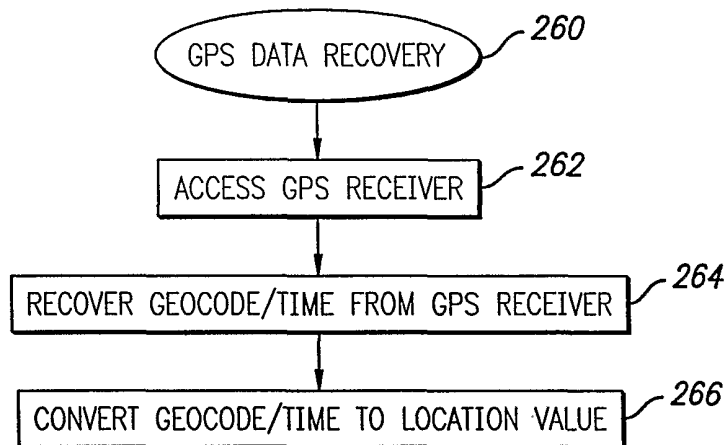 GPS DATA RECOVERY
260
ACCESS GPS RECEIVER
262
RECOVER GEOCODE/TIME FROM GPS RECEIVER
264
CONVERT GEOCODE/TIME TO LOCATION VALUE
266